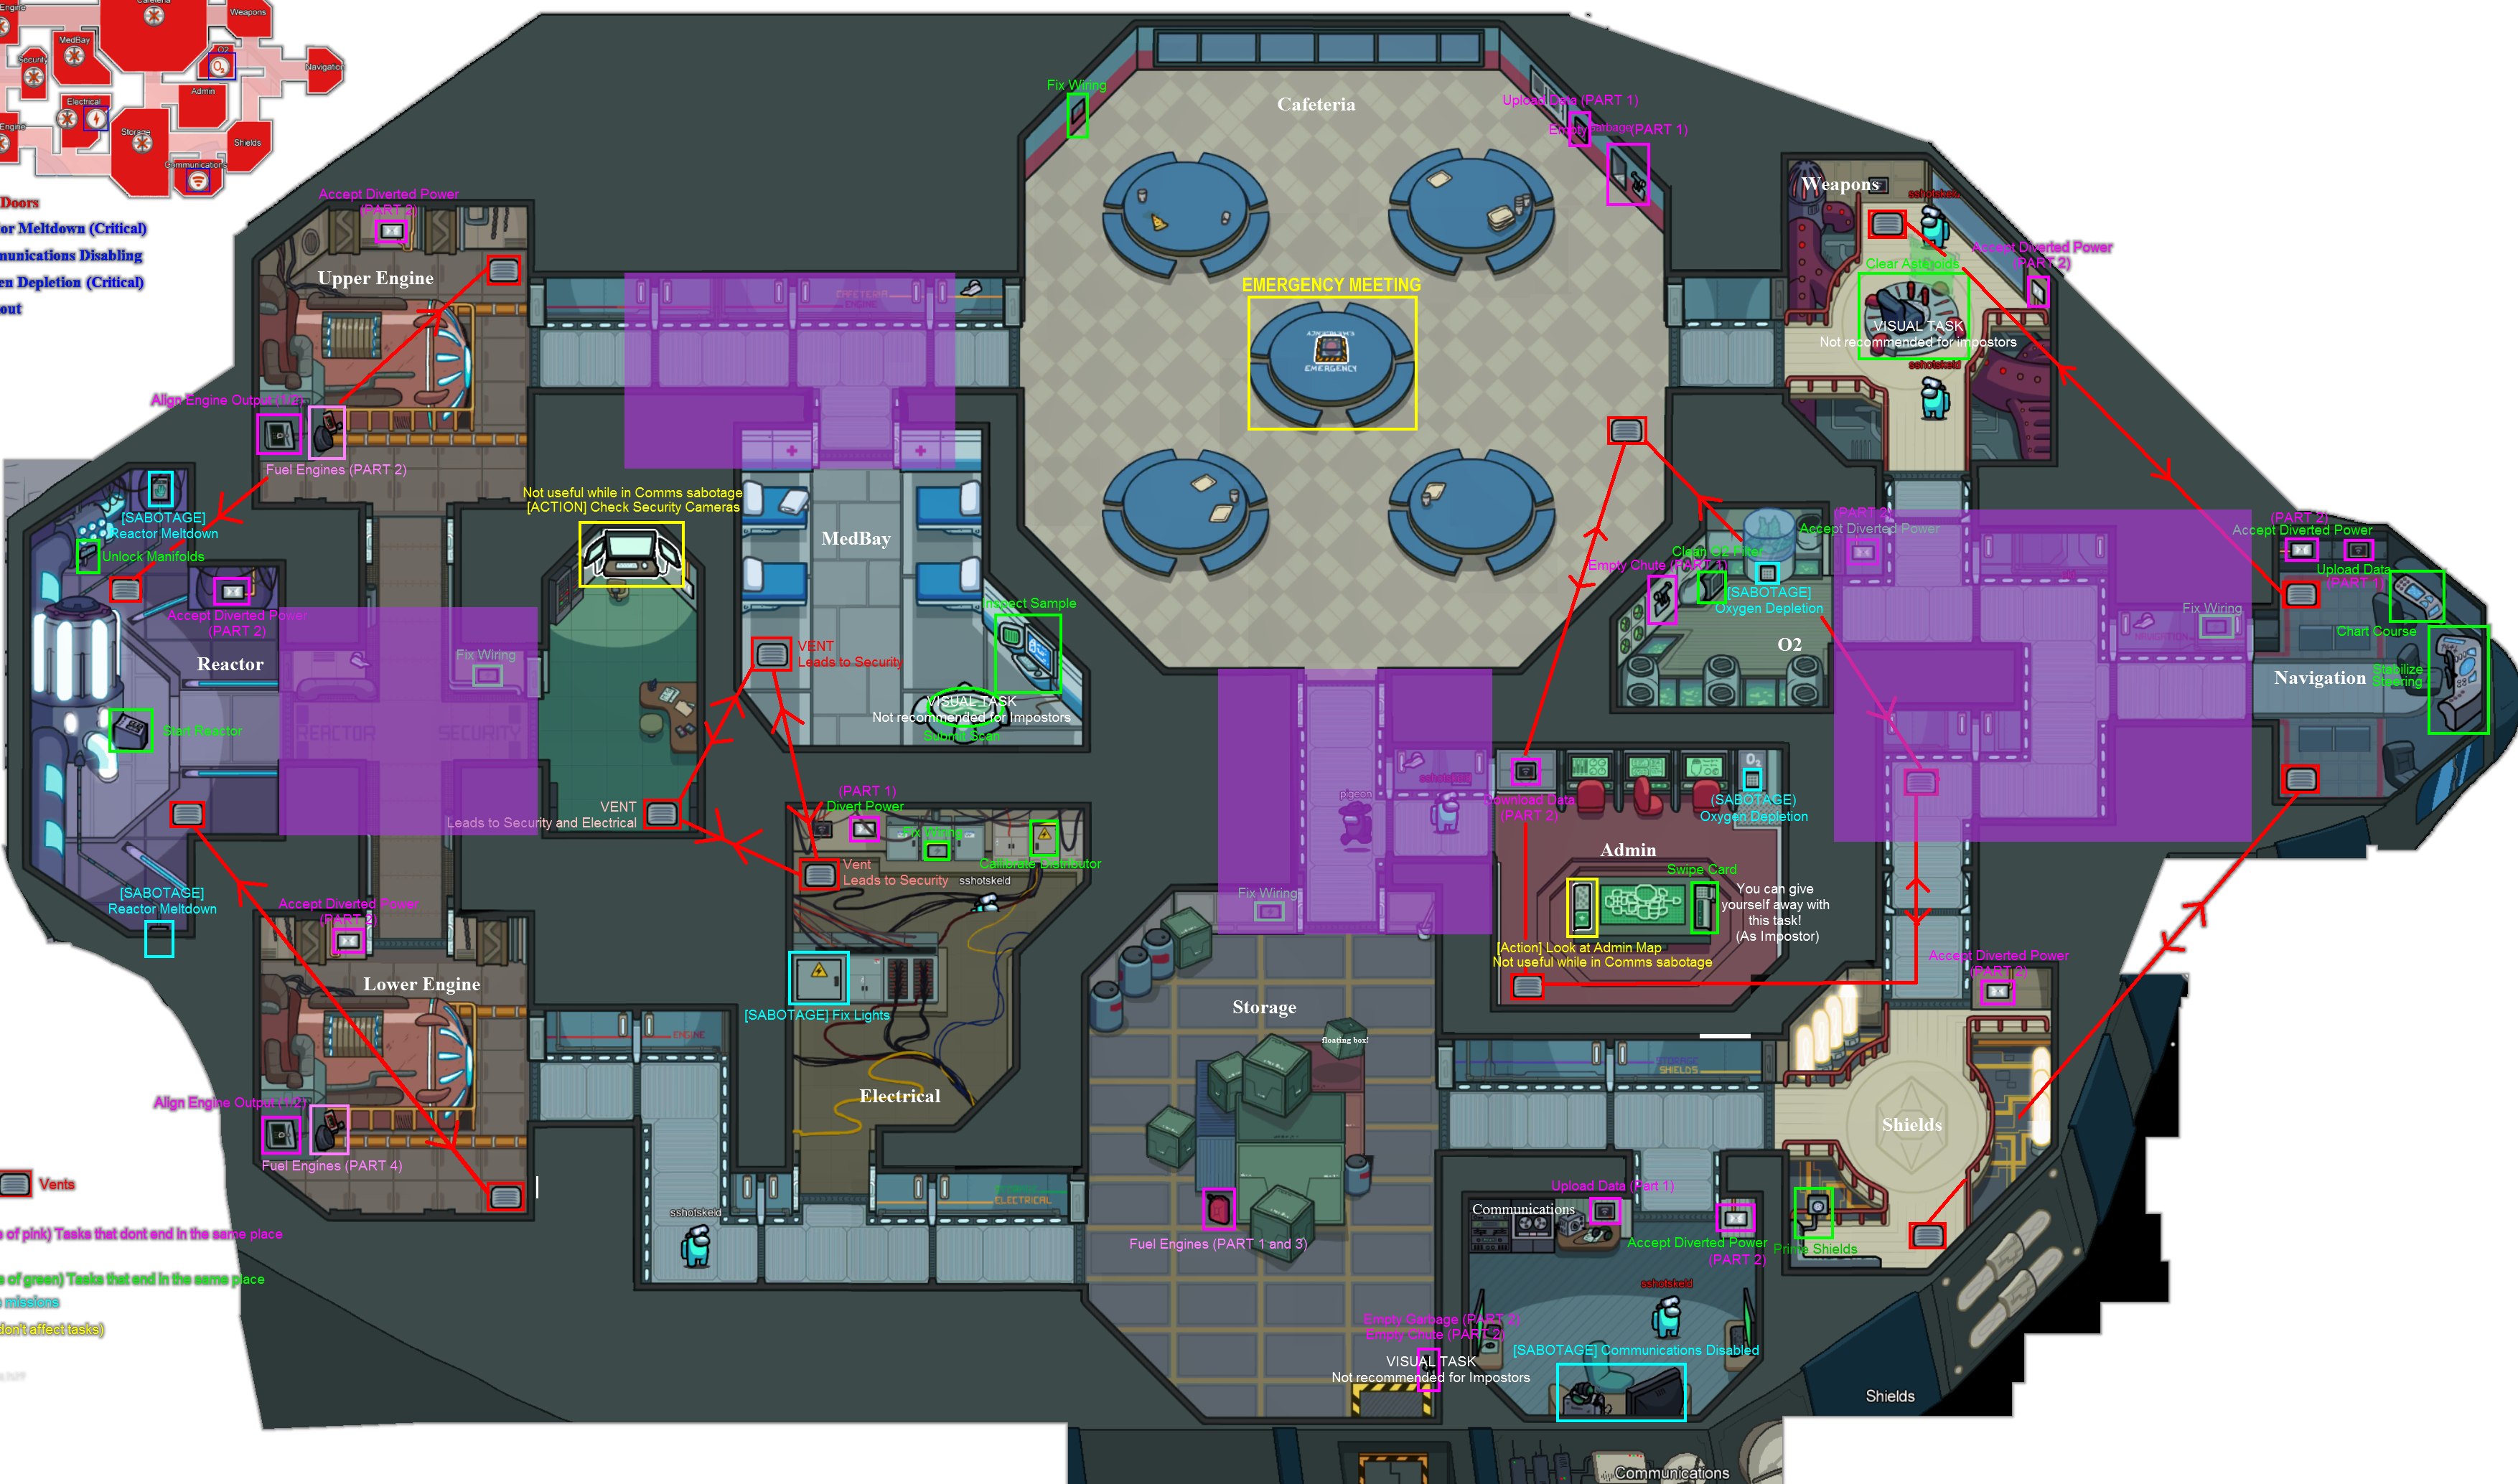 Cafeteria
Engine
Weapons
MedBay
O2
Security
Navigation
Admin
Electrical
Engine
Storage
Shields
Communications
Doors
or Meltdown (Critical)
munications Disabling
en Depletion (Critical)
out
Fix Wiring
Cafeteria
Upload Data (PART 1)
Empty Garbage (PART 1)
Weapons
sshotskeld
Accept Diverted Power
(PART 2)
Upper Engine
EMERGENCY MEETING
EMERGENCY
EMERGENCY
CAFETERIA
ENGINE
Accept Diverted Power
(PART 2)
Clear Asteroids
VISUAL TASK
Not recommended for impostors
sshotskeld
Align Engine Output (1/2)
Fuel Engines (PART 2)
Not useful while in Comms sabotage
[ACTION] Check Security Cameras
[SABOTAGE]
Reactor Meltdown
Unlock Manifolds
MedBay
(PART 2)
Accept Diverted Power
(PART 2)
Accept Diverted Power
Clean O2 Filter
Empty Chute (PART 1)
[SABOTAGE]
Oxygen Depletion
Upload Data
(PART 1)
Chart Course
Fix Wiring
NAVIGATION
Inspect Sample
Accept Diverted Power
(PART 2)
Reactor
Fix Wiring
VENT
Leads to Security
O2
Navigation
Stabilize
Steering
VISUAL TASK
Not recommended for Impostors
Submit Scan
Start Reactor
REACTOR
SECURITY
(PART 1)
Divert Power
VENT
Leads to Security and Electrical
Fix Wiring
Calibrate Distributor
Vent
Leads to Security
sshotskeld
pigeon
sshotskeld
O2
Download Data
(PART 2)
(SABOTAGE)
Oxygen Depletion
Admin
Swipe Card
You can give
yourself away with
this task!
(As Impostor)
[Action] Look at Admin Map
Not useful while in Comms sabotage
[SABOTAGE]
Reactor Meltdown
Accept Diverted Power
(PART 2)
Fix Wiring
Lower Engine
[SABOTAGE] Fix Lights
Storage
floating box!
Accept Diverted Power
(PART 2)
ENGINE
STORAGE
SHIELDS
Electrical
Align Engine Output (1/2)
Fuel Engines (PART 4)
Shields
Vents
ELECTRICAL
sshotskeld
Fuel Engines (PART 1 and 3)
Upload Data (Part 1)
Communications
Accept Diverted Power
(PART 2)
Prime Shields
e of pink) Tasks that dont end in the same place
e of green) Tasks that end in the same place
missions
don't affect tasks)
sshotskeld
Empty Garbage (PART 2)
Empty Chute (PART 2)
VISUAL TASK
Not recommended for Impostors
[SABOTAGE] Communications Disabled
Shields
Communications